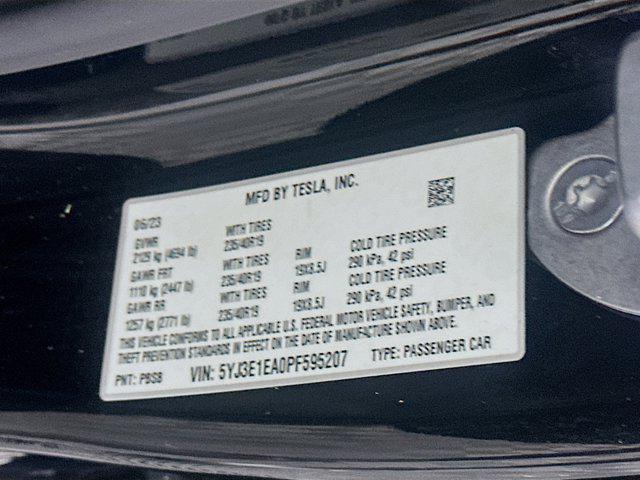 MFD BY TESLA, INC.
06/23
GVWR WITH TIRES
2129 kg (4694 lb) 235/40R19
GAWR FRT WITH TIRES RIM COLD TIRE PRESSURE
1110 kg (2447 lb) 235/40R19 19X8.5J 290 kPa, 42 psi
GAWR RR WITH TIRES RIM COLD TIRE PRESSURE
1257 kg (2771 lb) 235/40R19 19X8.5J 290 kPa, 42 psi
THIS VEHICLE CONFORMS TO ALL APPLICABLE U.S. FEDERAL MOTOR VEHICLE SAFETY, BUMPER, AND
THEFT PREVENTION STANDARDS IN EFFECT ON THE DATE OF MANUFACTURE SHOWN ABOVE.
PNT: PBSB VIN: 5YJ3E1EA0PF595207 TYPE: PASSENGER CAR